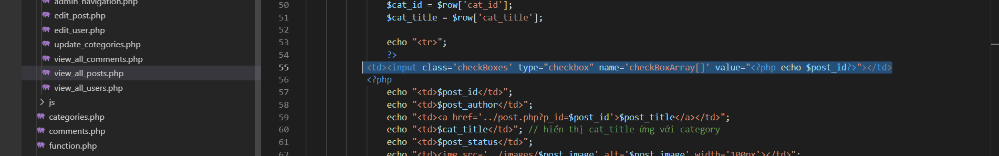 admin_navigation.php
edit_post.php
edit_user.php
update_cotegories.php
view_all_comments.php
view_all_posts.php
view_all_users.php
js
categories.php
comments.php
function.php
50 $cat_id = $row['cat_id'];
51 $cat_title = $row['cat_title'];
52
53 echo "<tr>";
54 ?>
55 <td><input class='checkBoxes' type="checkbox" name='checkBoxArray[]' value="<?php echo $post_id?>"></td>
56 <?php
57 echo "<td>$post_id</td>";
58 echo "<td>$post_author</td>";
59 echo "<td><a href='../post.php?p_id=$post_id'>$post_title</a></td>";
60 echo "<td>$cat_title</td>"; // hiển thị cat_title ứng với category
61 echo "<td>$post_status</td>";
62 echo "<td><img src='../images/$post_image' alt='$post_image' width='100px'></td>";